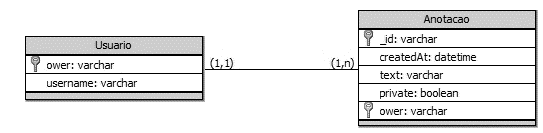 Usuario
ower: varchar
username: varchar
(1,1)
(1,n)
Anotacao
_id: varchar
createdAt: datetime
text: varchar
private: boolean
ower: varchar